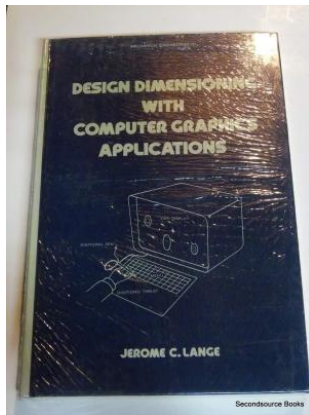 DESIGN DIMENSIONING
WITH
COMPUTER GRAPHICS
APPLICATIONS
JEROME C. LANGE
Secondsource Books